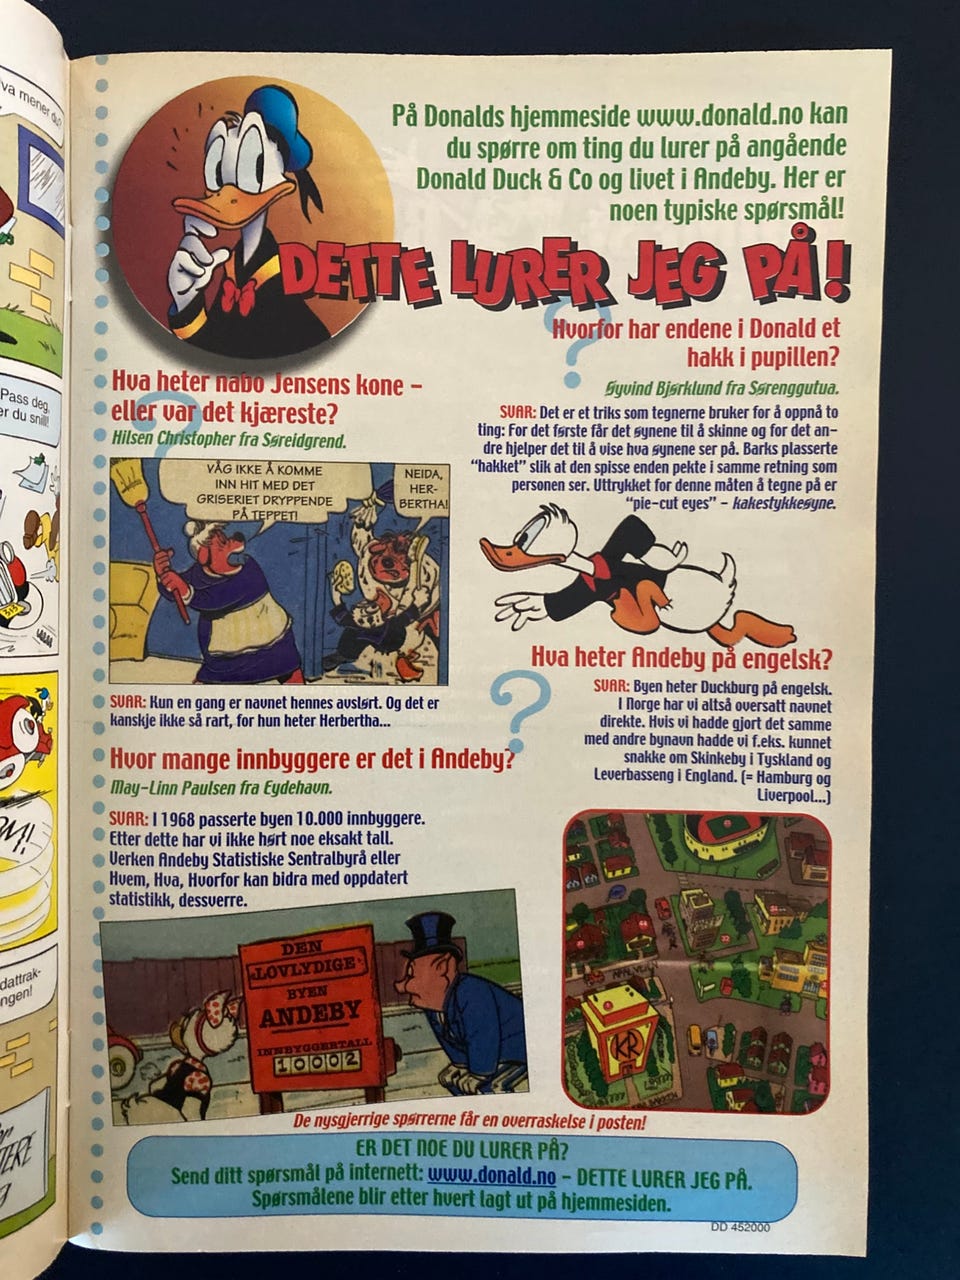 va mener du?
Pass deg,
er du snill!
313
OM!
dattrak-
ngen!
På Donalds hjemmeside www.donald.no kan
du spørre om ting du lurer på angående
Donald Duck & Co og livet i Andeby. Her er
noen typiske spørsmål!
DETTE LURER JEG PÅ!
Hvorfor har endene i Donald et
hakk i pupillen?
Øyvind Bjørklund fra Sørenggutua.
SVAR: Det er et triks som tegnerne bruker for å oppnå to
ting: For det første får det øynene til å skinne og for det an-
dre hjelper det til å vise hva øynene ser på. Barks plasserte
“hakket” slik at den spisse enden pekte i samme retning som
personen ser. Uttrykket for denne måten å tegne på er
“pie-cut eyes” – kakestykkeøyne.
Hva heter nabo Jensens kone –
eller var det kjæreste?
Hilsen Christopher fra Søreidgrend.
VÅG IKKE Å KOMME
INN HIT MED DET
GRISERIET DRYPPENDE
PÅ TEPPET!
NEIDA,
HER-
BERTHA!
SVAR: Kun en gang er navnet hennes avslørt. Og det er
kanskje ikke så rart, for hun heter Herbertha...
Hva heter Andeby på engelsk?
SVAR: Byen heter Duckburg på engelsk.
I Norge har vi altså oversatt navnet
direkte. Hvis vi hadde gjort det samme
med andre bynavn hadde vi f.eks. kunnet
snakke om Skinkeby i Tyskland og
Leverbasseng i England. (= Hamburg og
Liverpool...)
Hvor mange innbyggere er det i Andeby?
May-Linn Paulsen fra Eydehavn.
SVAR: I 1968 passerte byen 10.000 innbyggere.
Etter dette har vi ikke hørt noe eksakt tall.
Verken Andeby Statistiske Sentralbyrå eller
Hvem, Hva, Hvorfor kan bidra med oppdatert
statistikk, dessverre.
DEN
LOVLYDIGE
BYEN
ANDEBY
INNBYGGERTALL
10002
KR
De nysgjerrige spørrerne får en overraskelse i posten!
ER DET NOE DU LURER PÅ?
Send ditt spørsmål på internett: www.donald.no – DETTE LURER JEG PÅ.
Spørsmålene blir etter hvert lagt ut på hjemmesiden.
DD 452000